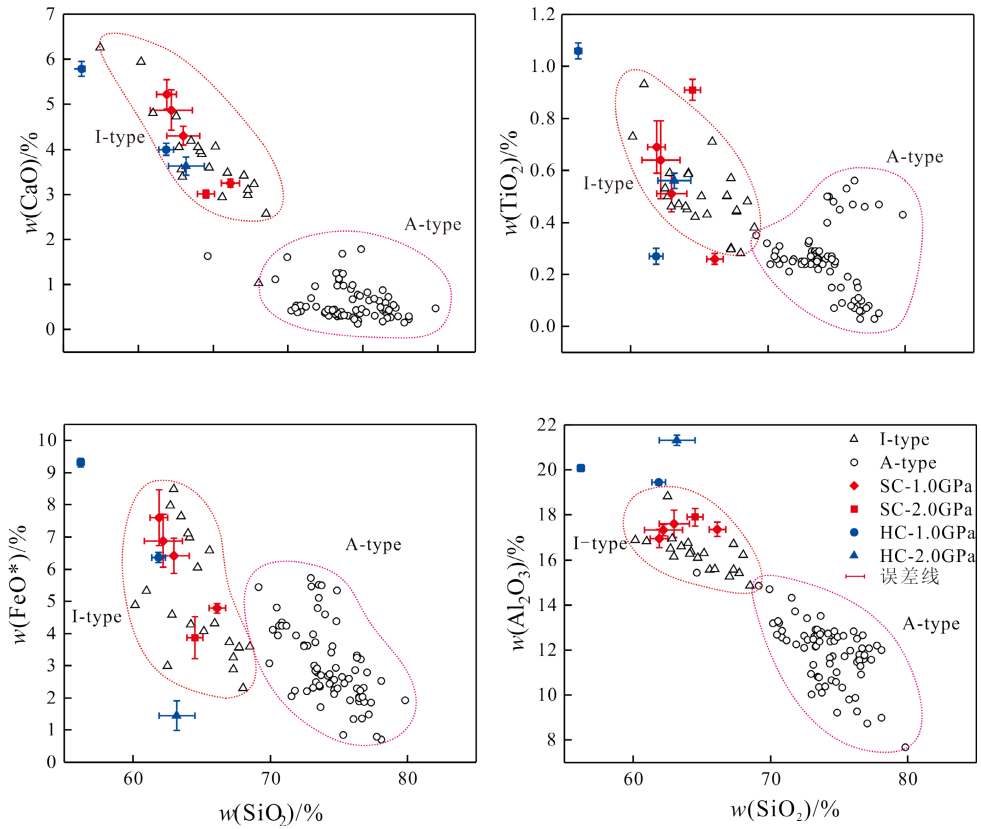 7
6
5
4
3
2
1
0
w(CaO)/%
I-type
A-type
1.2
1.0
0.8
0.6
0.4
0.2
0.0
w(TiO₂)/%
I-type
A-type
60
70
80
10
9
8
7
6
5
4
3
2
1
0
w(FeO*)/%
I-type
A-type
60
70
80
w(SiO₂)/%
22
20
18
16
14
12
10
8
w(Al₂O₃)/%
I-type
A-type
I-type
A-type
SC-1.0GPa
SC-2.0GPa
HC-1.0GPa
HC-2.0GPa
误差线
60
70
80
w(SiO₂)/%